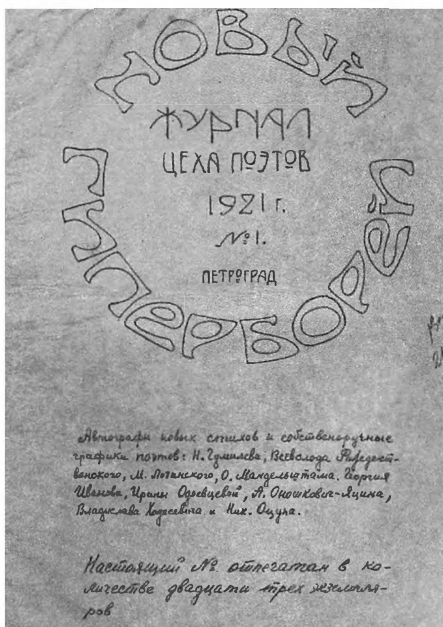 НОВЫЙ
ГИПЕРБОРЕЙ
ЖУРНАЛ
ЦЕХА ПОЭТОВ
1921 г.
№ 1.
ПЕТРОГРАД
Автографы новых стихов и собственоручные
графики поэтов: Н. Гумилева, Всеволода Рождест-
венского, М. Лозинского, О. Мандельштама, Георгия
Иванова, Ирины Одоевцевой, А. Оношкович-Яцына,
Владислава Ходасевича и Ник. Оцупа.
Настоящий № отпечатан в ко-
личестве двадцати трех экземпля-
ров